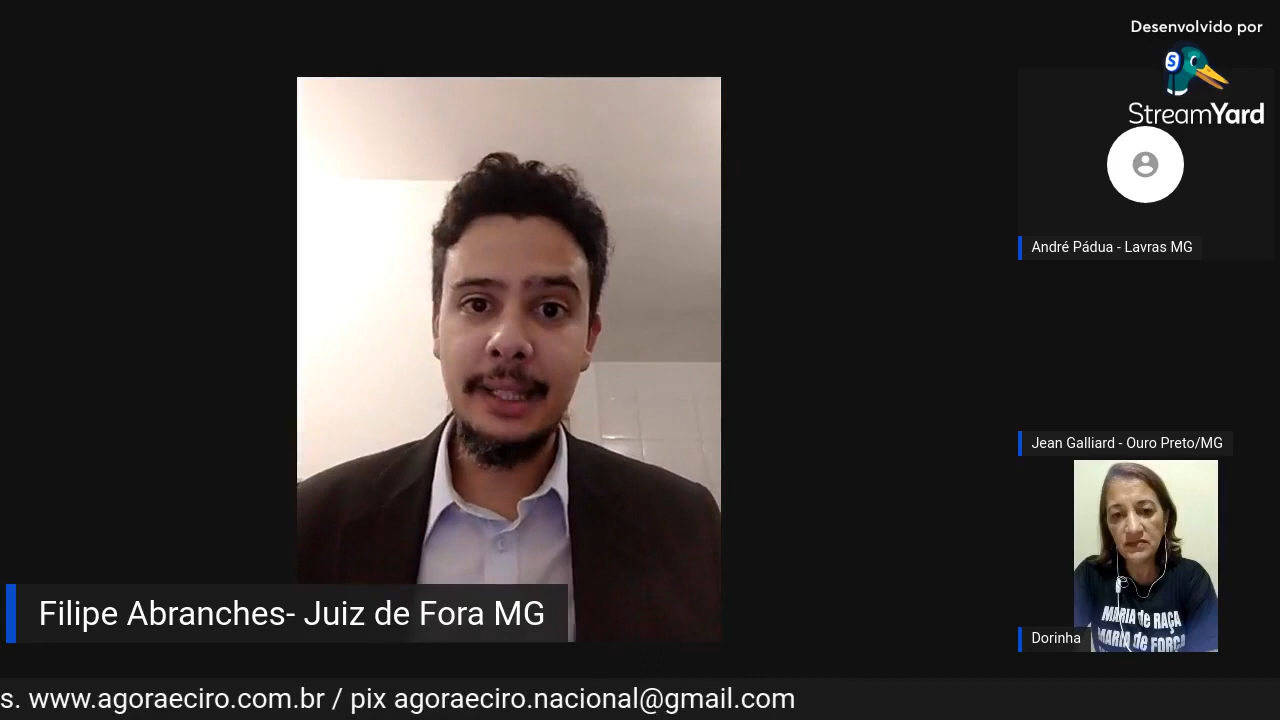 Desenvolvido por
S
StreamYard
André Pádua - Lavras MG
Jean Galliard - Ouro Preto/MG
MARIA de RAÇA
MARIA de FORÇA
Dorinha
Filipe Abranches- Juiz de Fora MG
s. www.agoraeciro.com.br / pix agoraeciro.nacional@gmail.com